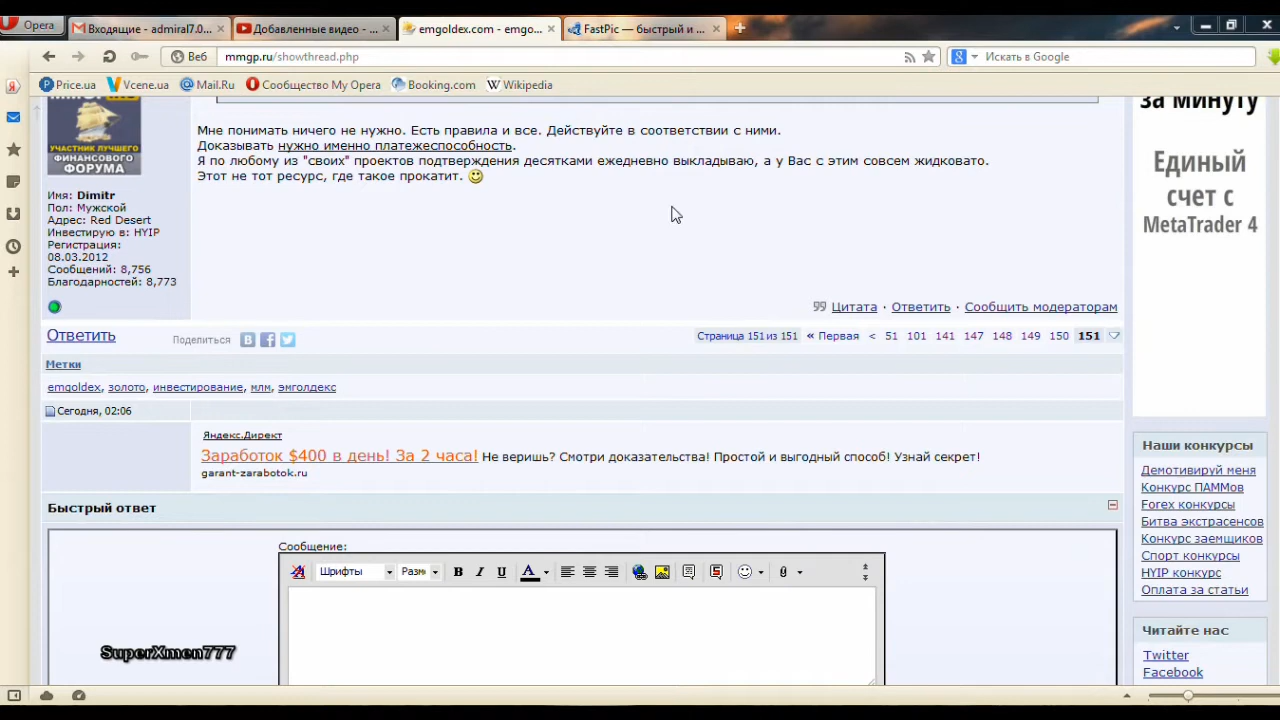 Opera
Входящие - admiral7.0...
Добавленные видео - ...
emgoldex.com - emgo...
FastPic — быстрый и ...
Веб
mmgp.ru/showthread.php
Искать в Google
Price.ua
Vcene.ua
Mail.Ru
Сообщество My Opera
Booking.com
Wikipedia
УЧАСТНИК ЛУЧШЕГО
ФИНАНСОВОГО
ФОРУМА
Имя: Dimitr
Пол: Мужской
Адрес: Red Desert
Инвестирую в: HYIP
Регистрация:
08.03.2012
Сообщений: 8,756
Благодарностей: 8,773
Мне понимать ничего не нужно. Есть правила и все. Действуйте в соответствии с ними.
Доказывать нужно именно платежеспособность.
Я по любому из "своих" проектов подтверждения десятками ежедневно выкладываю, а у Вас с этим совсем жидковато.
Этот не тот ресурс, где такое прокатит.
Цитата · Ответить · Сообщить модераторам
Ответить
Поделиться
Страница 151 из 151 « Первая < 51 101 141 147 148 149 150 151
Метки
emgoldex, золото, инвестирование, млм, эмголдекс
Сегодня, 02:06
Яндекс.Директ
Заработок $400 в день! За 2 часа! Не веришь? Смотри доказательства! Простой и выгодный способ! Узнай секрет!
garant-zarabotok.ru
Быстрый ответ
Сообщение:
Шрифты
Разм
SuperXmen777
за минуту
Единый
счет с
MetaTrader 4
Наши конкурсы
Демотивируй меня
Конкурс ПАММов
Forex конкурсы
Битва экстрасенсов
Конкурс заемщиков
Спорт конкурсы
HYIP конкурс
Оплата за статьи
Читайте нас
Twitter
Facebook